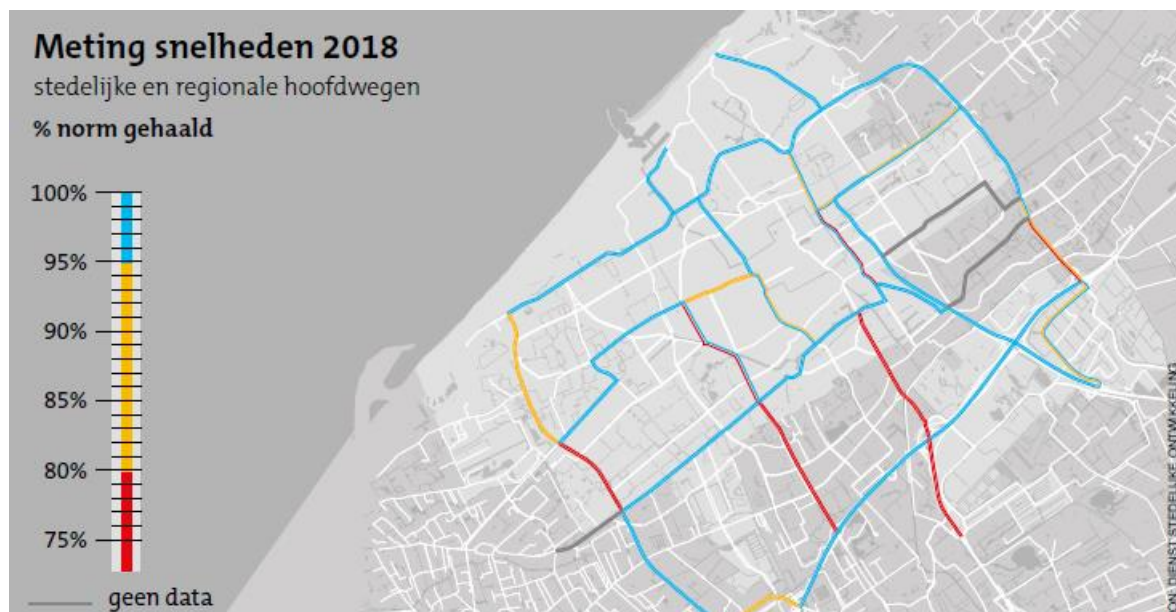 Meting snelheden 2018
stedelijke en regionale hoofdwegen
% norm gehaald
100%
95%
90%
85%
80%
75%
geen data
DIENST STEDELIJKE